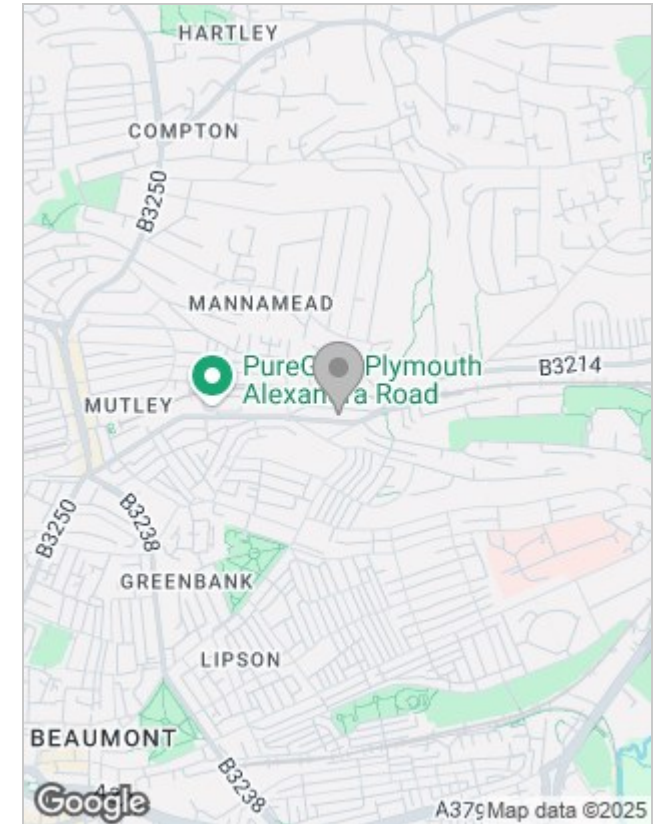 HARTLEY
COMPTON
B3250
MANNAMEAD
Plymouth
B3214
Road
MUTLEY
B3250
B3238
GREENBANK
LIPSON
BEAUMONT
B3238
Google
Map data ©2025